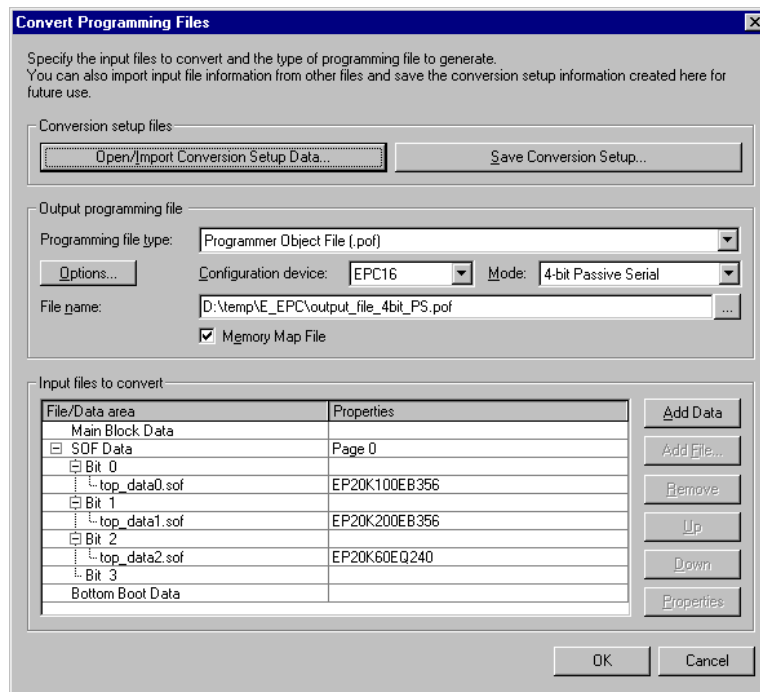 Convert Programming Files
Specify the input files to convert and the type of programming file to generate.
You can also import input file information from other files and save the conversion setup information created here for
future use.
Conversion setup files
Open/Import Conversion Setup Data...
Save Conversion Setup...
Output programming file
Programming file type: Programmer Object File (.pof)
Options... Configuration device: EPC16 Mode: 4-bit Passive Serial
File name: D:\temp\E_EPC\output_file_4bit_PS.pof ...
Memory Map File
Input files to convert
File/Data area Properties
Main Block Data
SOF Data Page 0
Bit 0
top_data0.sof EP20K100EB356
Bit 1
top_data1.sof EP20K200EB356
Bit 2
top_data2.sof EP20K60EQ240
Bit 3
Bottom Boot Data
Add Data
Add File...
Remove
Up
Down
Properties
OK Cancel